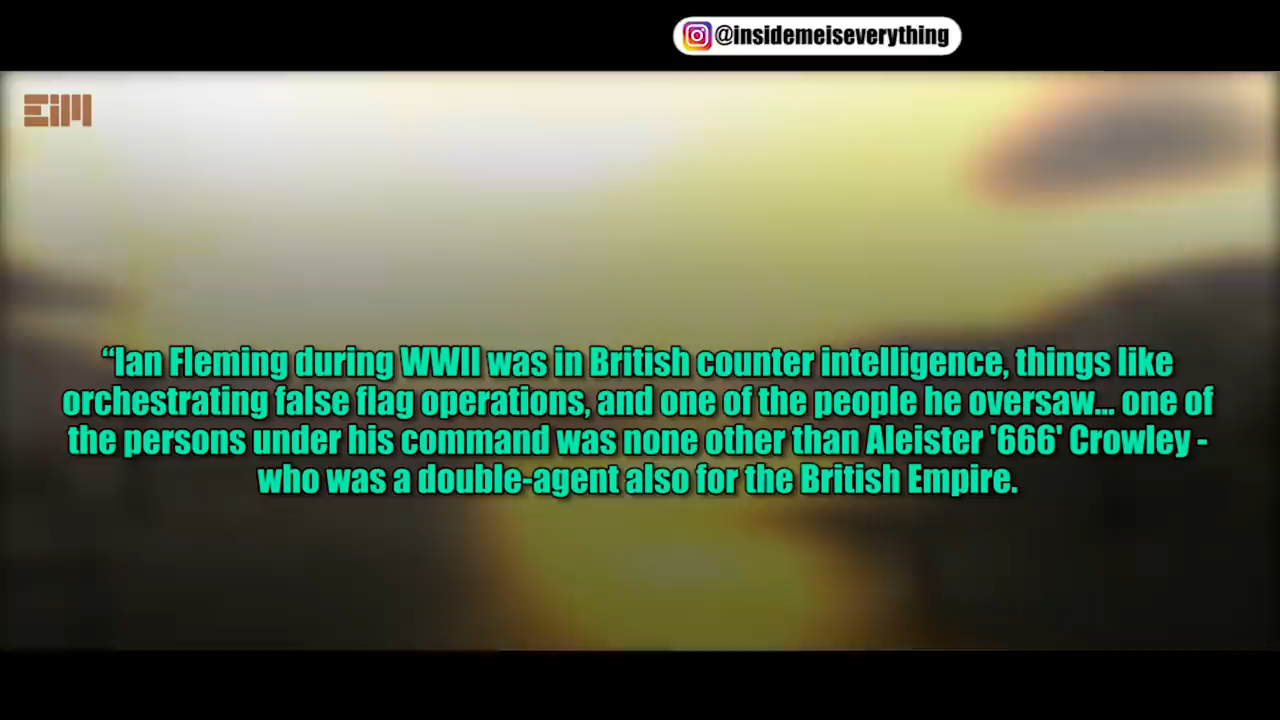 @insidemeiseverything
EiM
“Ian Fleming during WWII was in British counter intelligence, things like
orchestrating false flag operations, and one of the people he oversaw... one of
the persons under his command was none other than Aleister '666' Crowley -
who was a double-agent also for the British Empire.